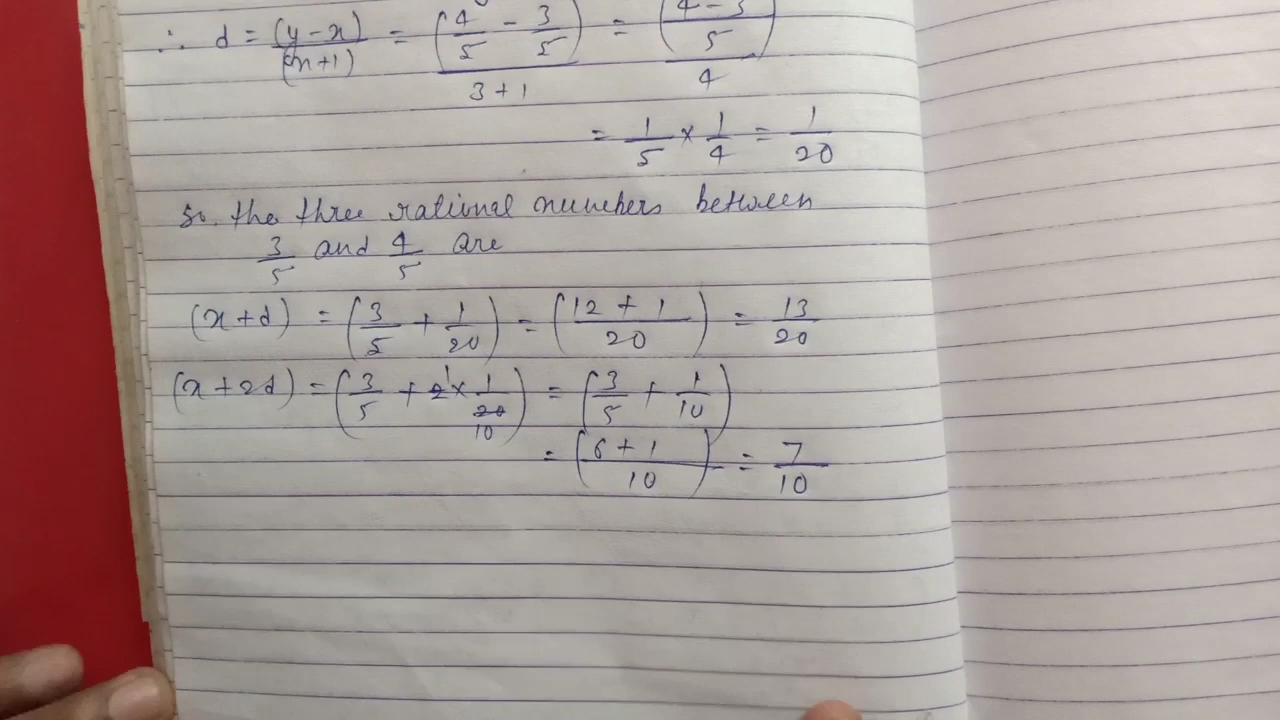 ∴ d = (y-x)/(n+1) = (4/5 - 3/5)/(3+1) = ((4-3)/5)/4
= 1/5 × 1/4 = 1/20
So. the three rational numbers between
3/5 and 4/5 are
(x+d) = (3/5 + 1/20) = ((12+1)/20) = 13/20
(x+2d) = (3/5 + 2 1 × 1/20 10) = (3/5 + 1/10)
= ((6+1)/10) = 7/10